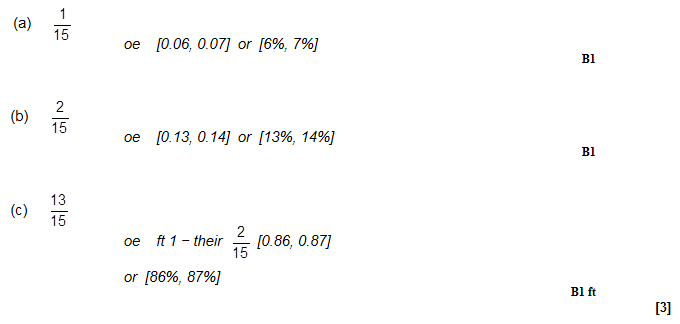 (a) 1/15
oe [0.06, 0.07] or [6%, 7%]
B1
(b) 2/15
oe [0.13, 0.14] or [13%, 14%]
B1
(c) 13/15
oe ft 1 − their 2/15 [0.86, 0.87]
or [86%, 87%]
B1 ft
[3]